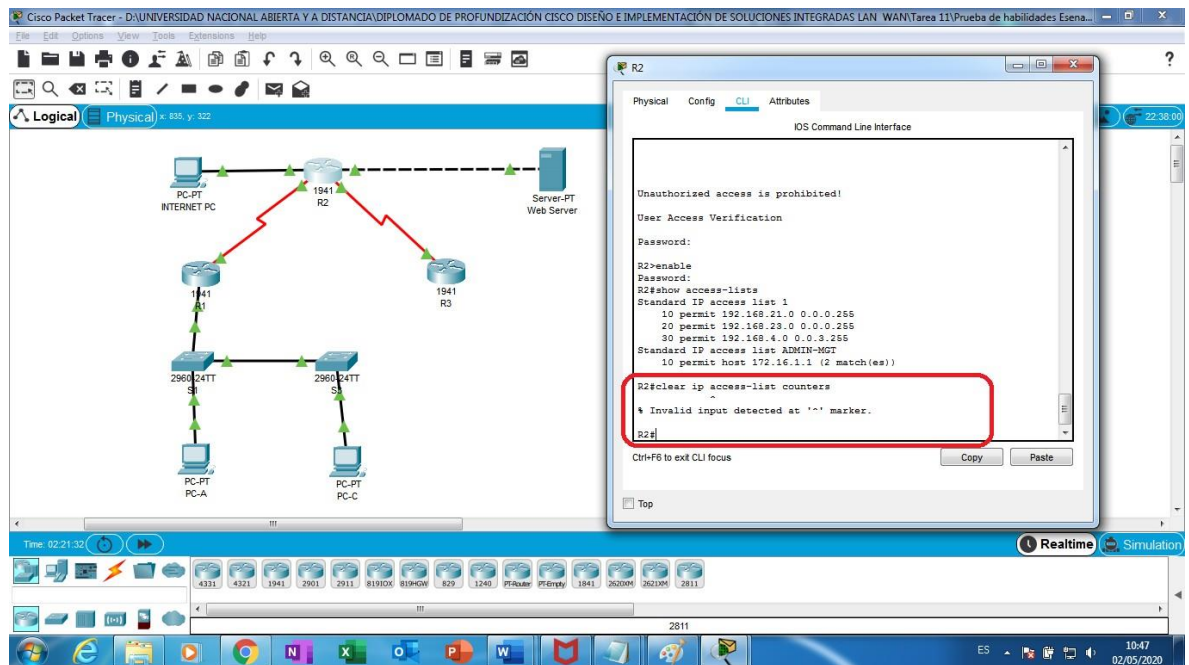 Cisco Packet Tracer - D:\UNIVERSIDAD NACIONAL ABIERTA Y A DISTANCIA\DIPLOMADO DE PROFUNDIZACIÓN CISCO DISEÑO E IMPLEMENTACIÓN DE SOLUCIONES INTEGRADAS LAN WAN\Tarea 11\Prueba de habilidades Esena...
File Edit Options View Tools Extensions Help
?
Logical Physical x: 835, y: 322
22:38:00
PC-PT
INTERNET PC
1941
R2
Server-PT
Web Server
1941
R1
1941
R3
2960-24TT
S1
2960-24TT
PC-PT
PC-A
PC-PT
PC-C
R2
Physical Config CLI Attributes
IOS Command Line Interface
Unauthorized access is prohibited!
User Access Verification
Password:
R2>enable
Password:
R2#show access-lists
Standard IP access list 1
10 permit 192.168.21.0 0.0.0.255
20 permit 192.168.23.0 0.0.0.255
30 permit 192.168.4.0 0.0.3.255
Standard IP access list ADMIN-MGT
10 permit host 172.16.1.1 (2 match(es))
R2#clear ip access-list counters
^
% Invalid input detected at '^' marker.
R2#
Ctrl+F6 to exit CLI focus
Copy Paste
Top
Time: 02:21:32
Realtime Simulation
4331 4321 1941 2901 2911 819IOX 819HGW 829 1240 PT-Router PT-Empty 1841 2620XM 2621XM 2811
2811
ES
10:47
02/05/2020